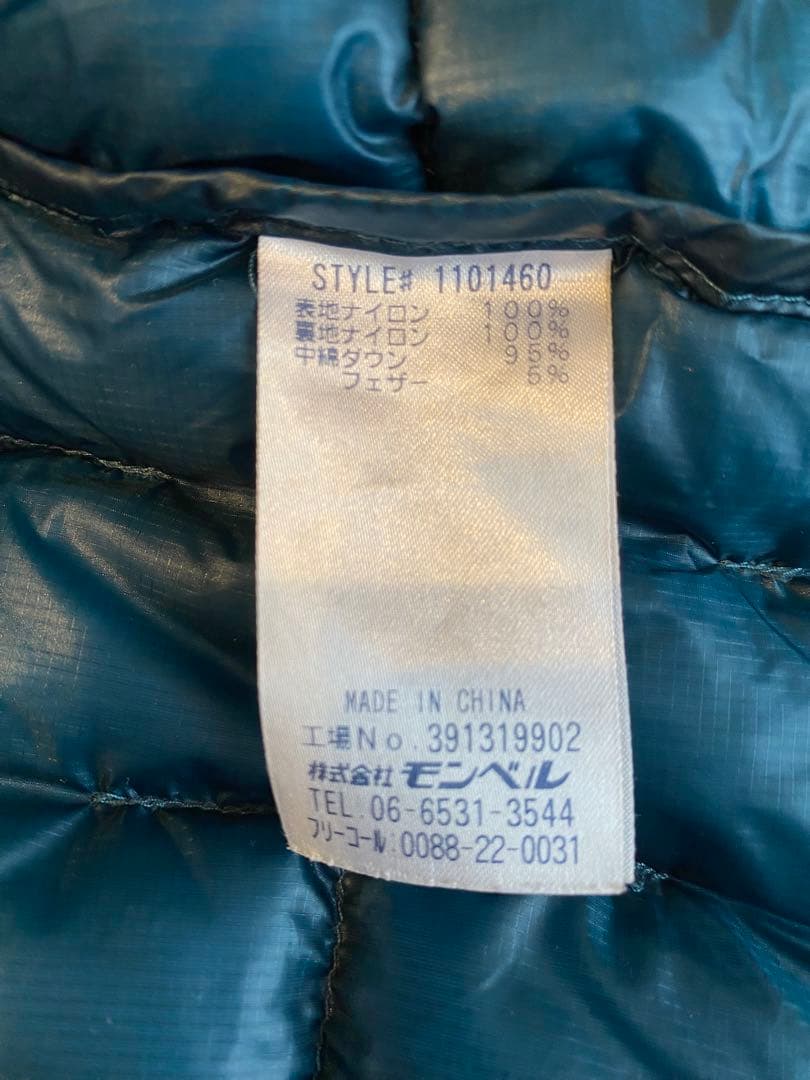 STYLE# 1101460
表地ナイロン 100%
裏地ナイロン 100%
中綿ダウン 95%
フェザー 5%
MADE IN CHINA
工場No.391319902
株式会社 モンベル
TEL.06-6531-3544
フリーコール:0088-22-0031